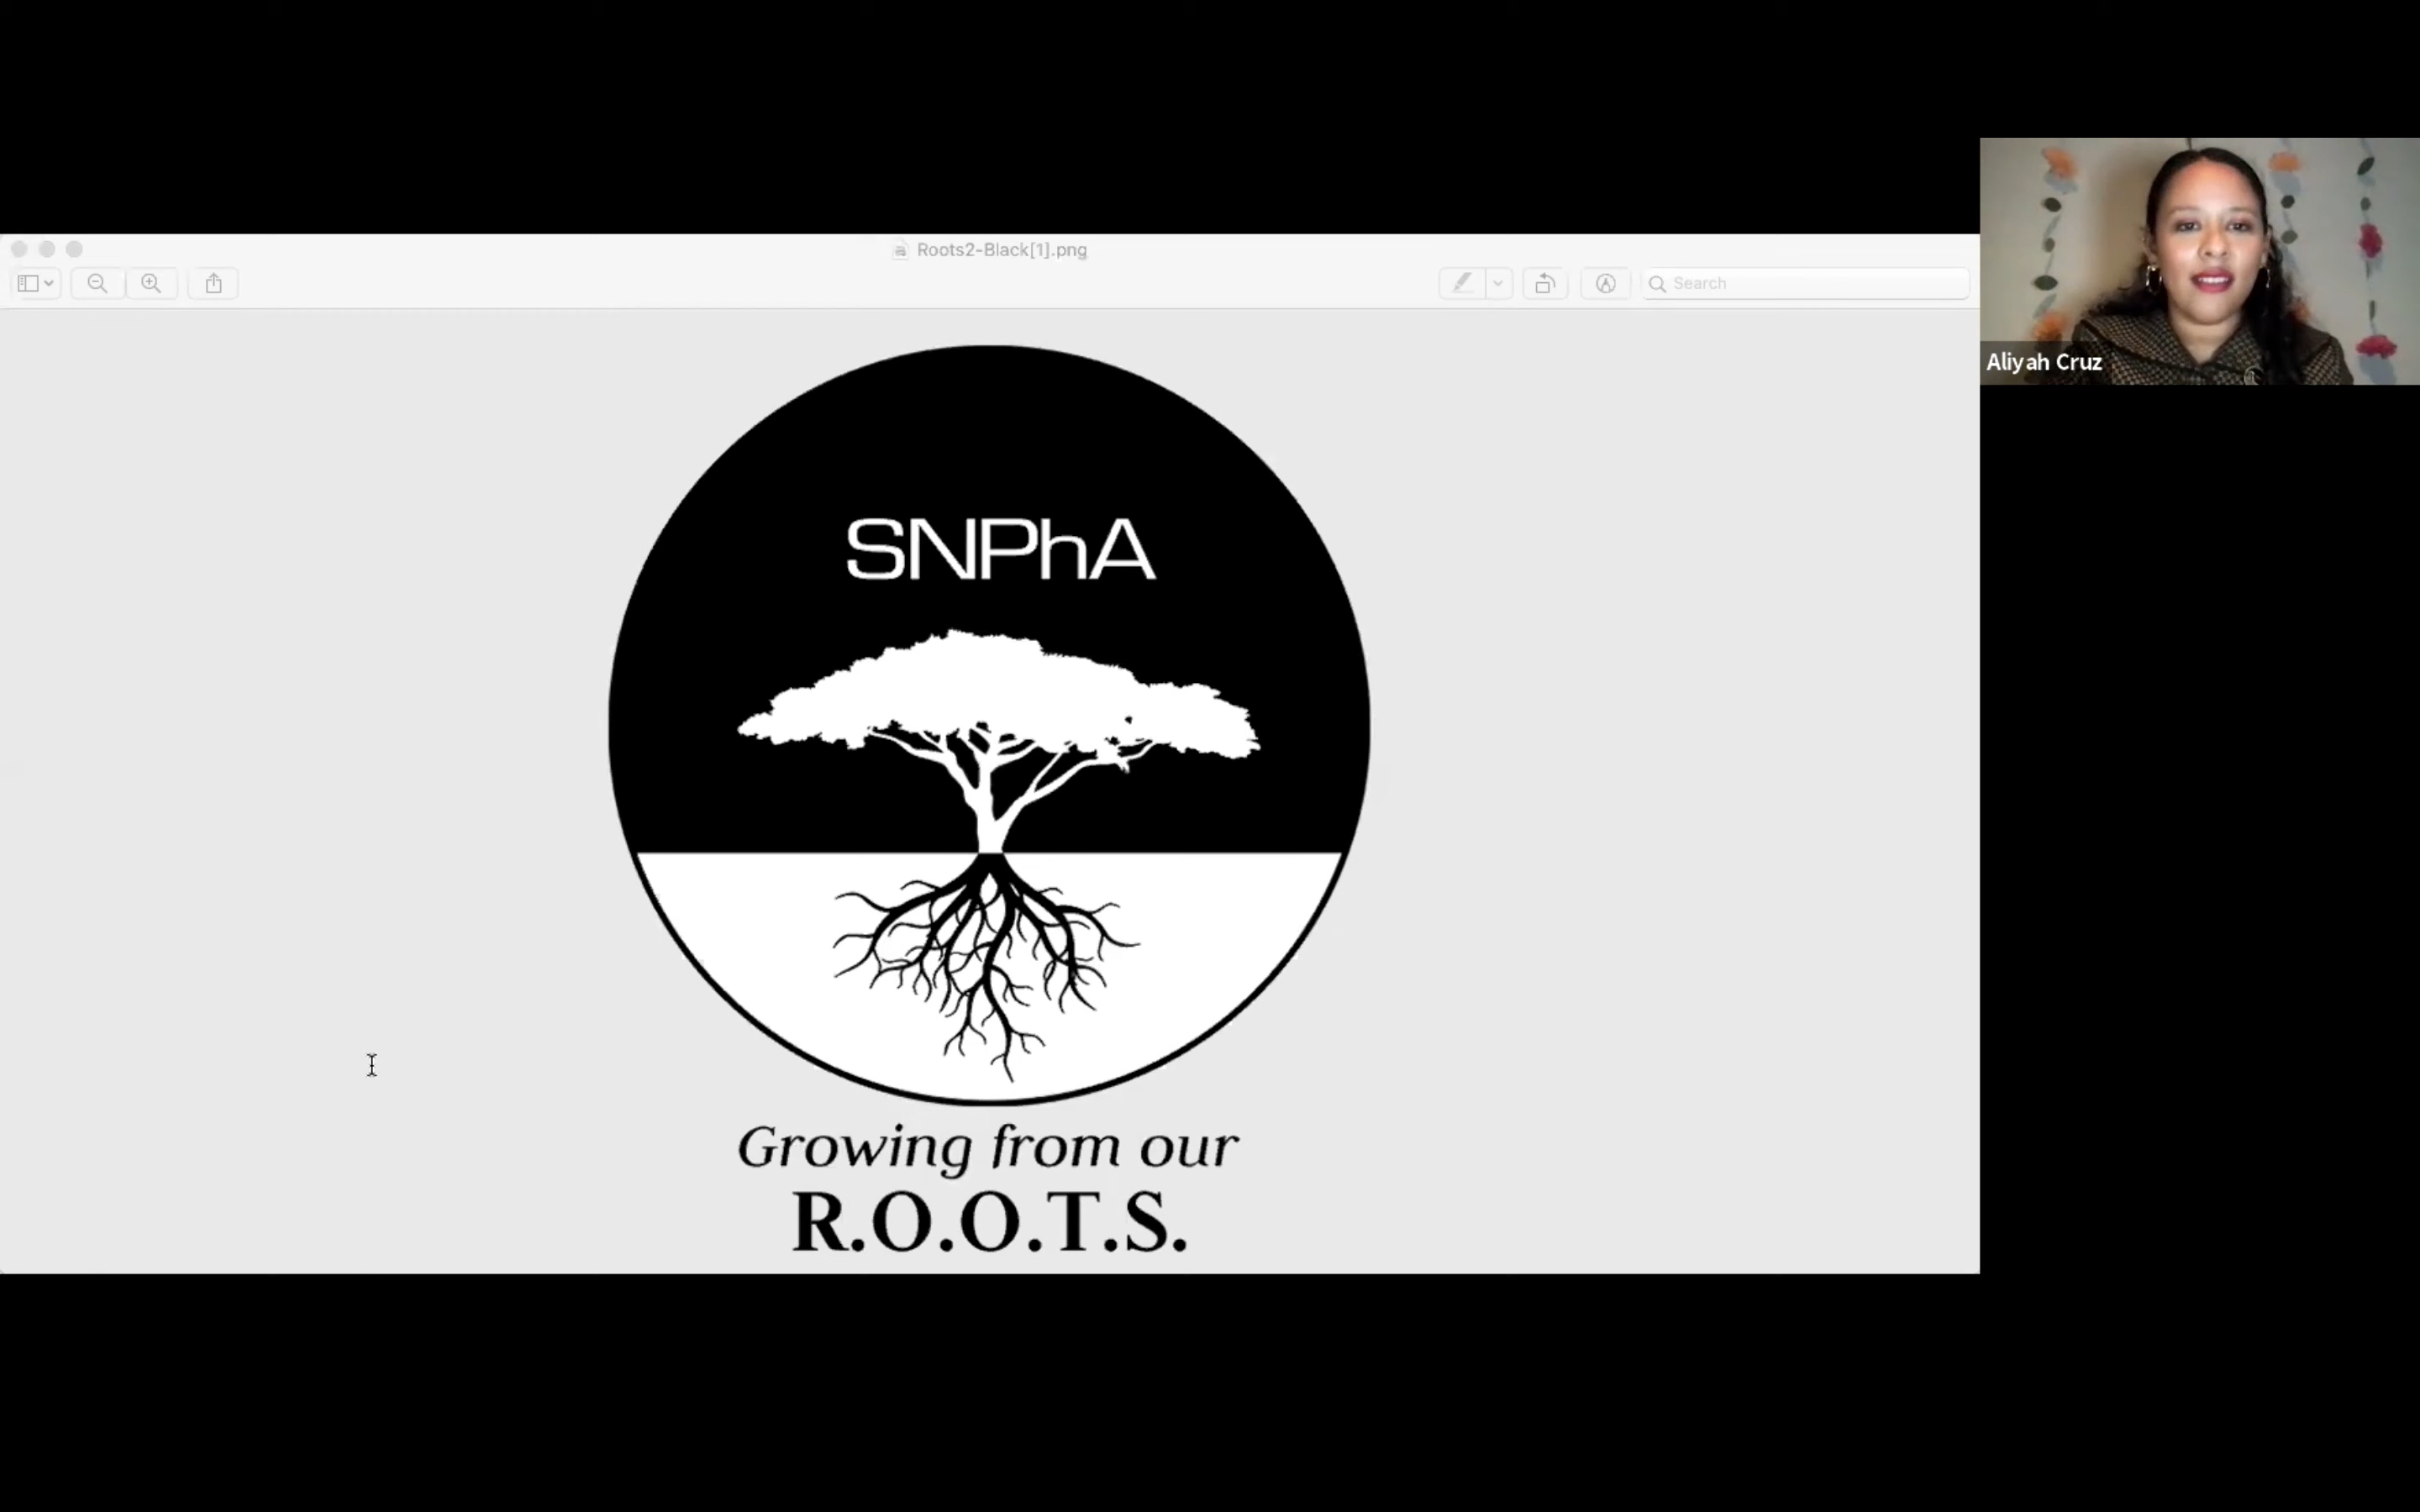 Roots2-Black[1].png
Search
SNPhA
Growing from our
R.O.O.T.S.
Aliyah Cruz